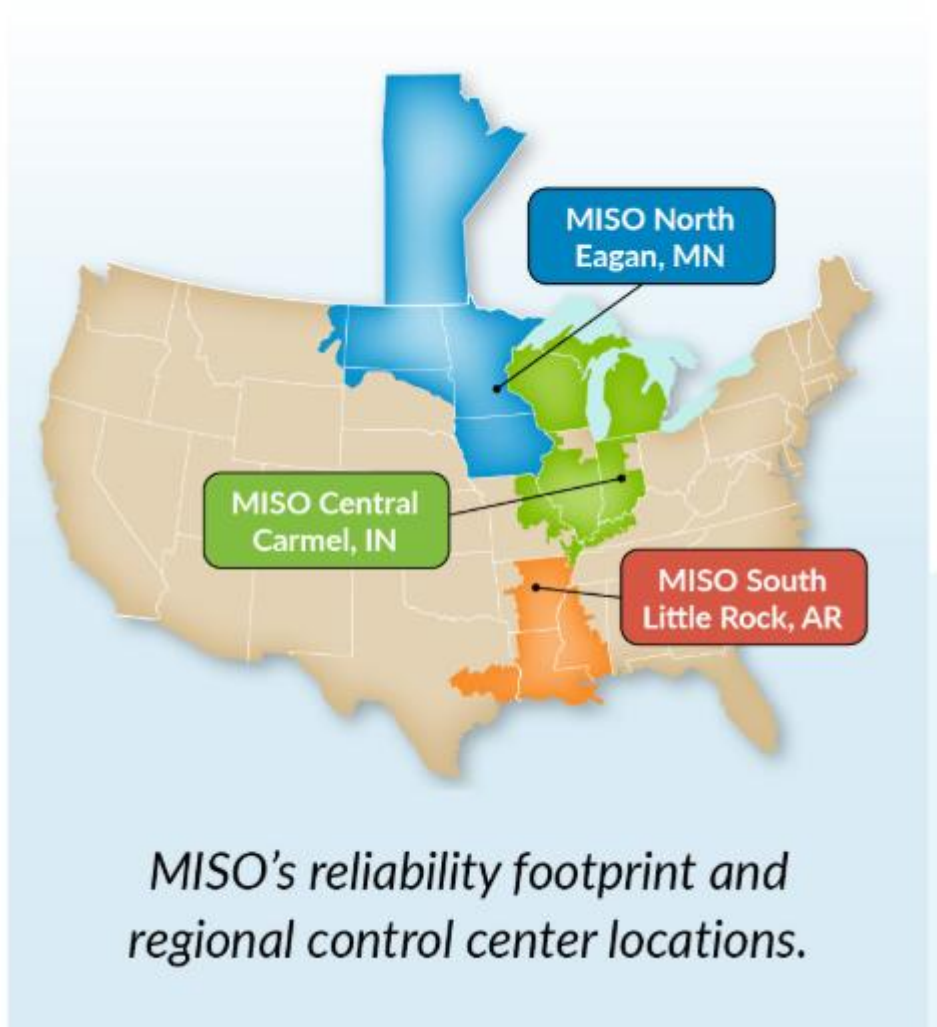 MISO North
Eagan, MN
MISO Central
Carmel, IN
MISO South
Little Rock, AR
MISO’s reliability footprint and
regional control center locations.